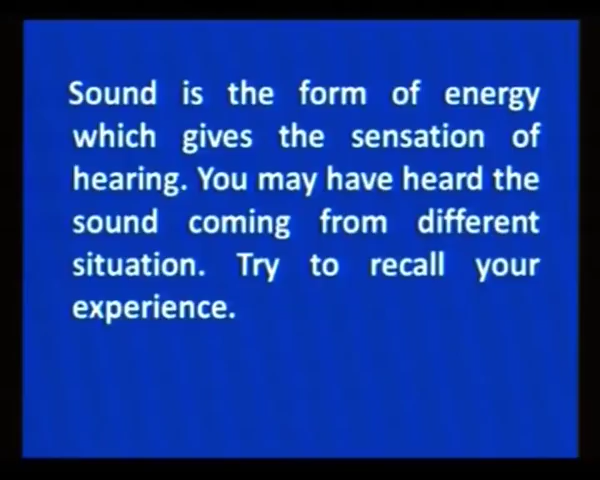 Sound is the form of energy
which gives the sensation of
hearing. You may have heard the
sound coming from different
situation. Try to recall your
experience.